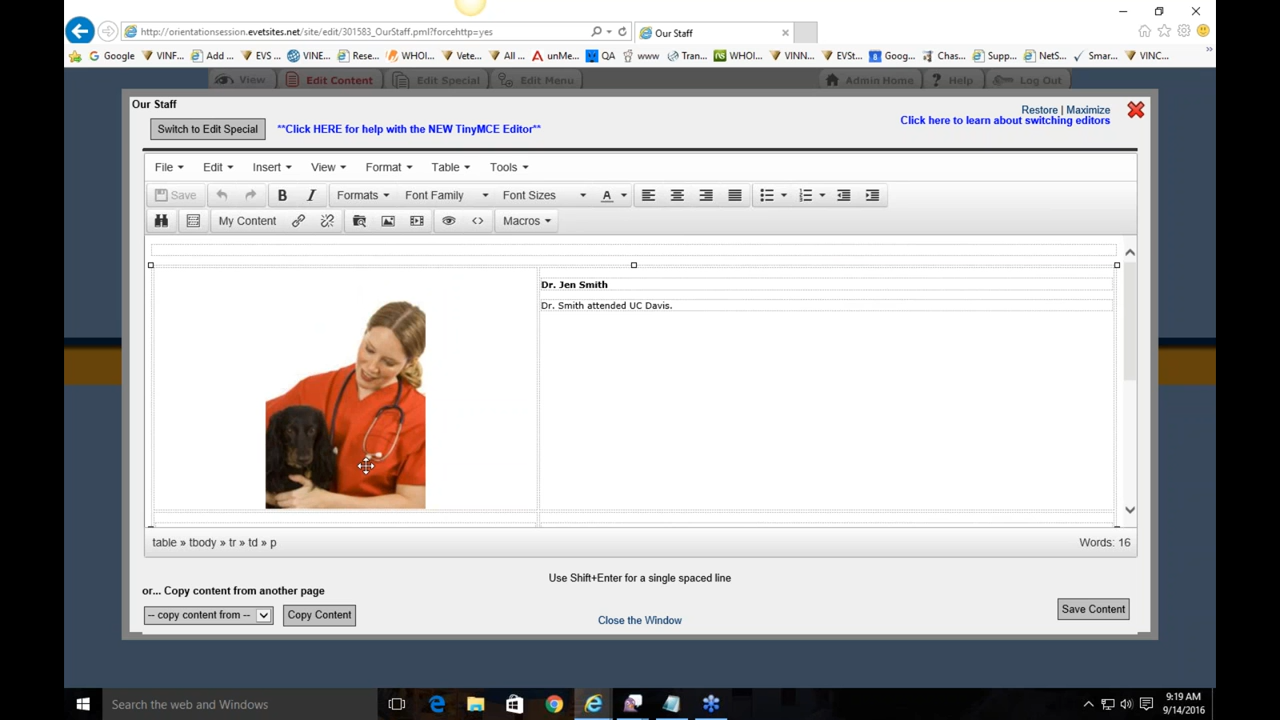 http://orientationsession.evetsites.net/site/edit/301583_OurStaff.pml?forcehttp=yes
Our Staff
Google VINF... Add ... EVS ... VINE... Rese... WHOI... Vete... All ... unMe... QA www Tran... WHOI... VINN... EVSt... Goog... Chas... Supp... NetS... Smar... VINC...
View Edit Content Edit Special Edit Menu Admin Home Help Log Out
Our Staff
Restore | Maximize
Switch to Edit Special **Click HERE for help with the NEW TinyMCE Editor** Click here to learn about switching editors
File Edit Insert View Format Table Tools
Save B I Formats Font Family Font Sizes A
My Content Macros
Dr. Jen Smith
Dr. Smith attended UC Davis.
table » tbody » tr » td » p Words: 16
Use Shift+Enter for a single spaced line
or... Copy content from another page
-- copy content from -- Copy Content Save Content
Close the Window
Search the web and Windows
9:19 AM
9/14/2016